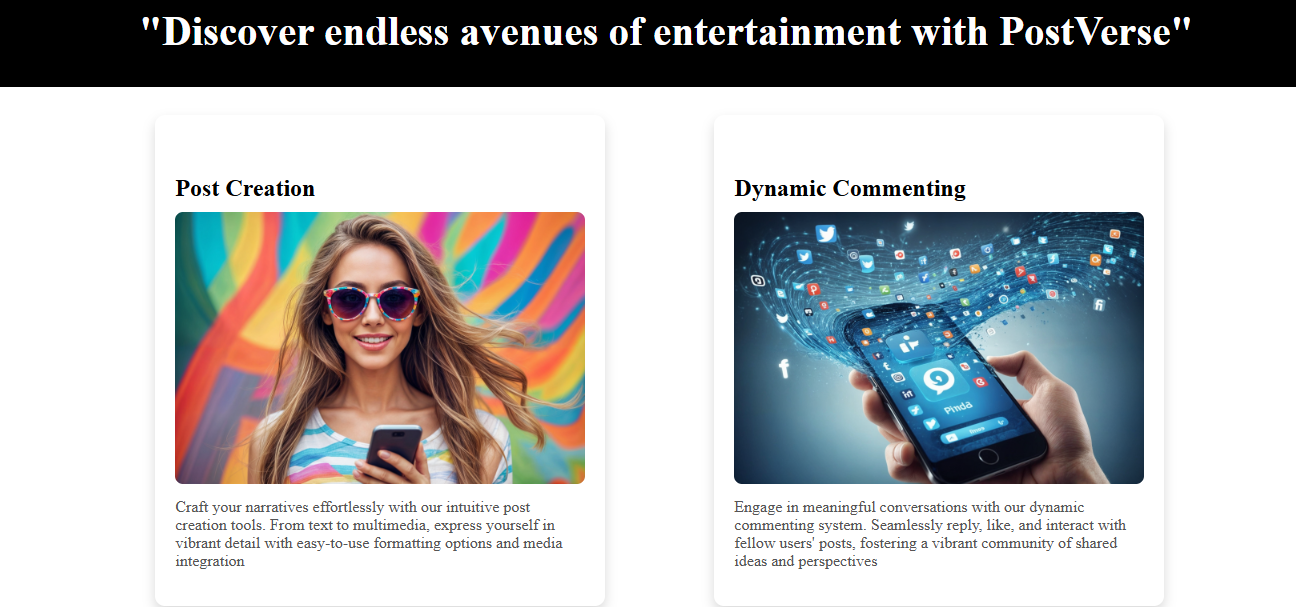 "Discover endless avenues of entertainment with PostVerse"
Post Creation
Dynamic Commenting
Craft your narratives effortlessly with our intuitive post
creation tools. From text to multimedia, express yourself in
vibrant detail with easy-to-use formatting options and media
integration
Engage in meaningful conversations with our dynamic
commenting system. Seamlessly reply, like, and interact with
fellow users' posts, fostering a vibrant community of shared
ideas and perspectives